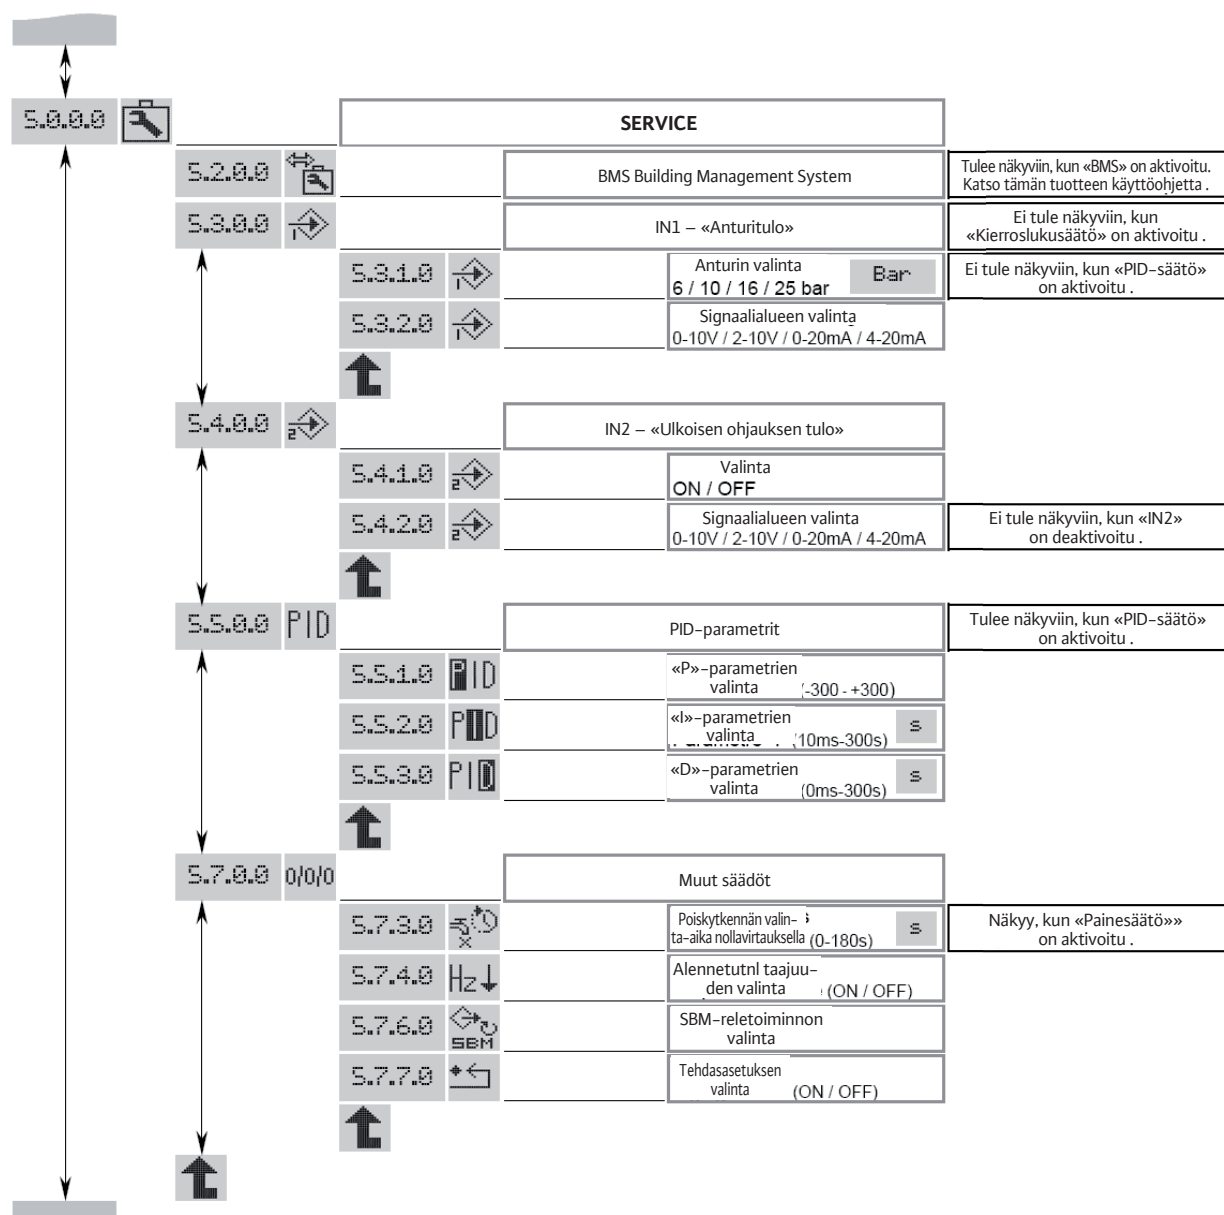 5.0.0.0
SERVICE
5.2.0.0
BMS Building Management System
Tulee näkyviin, kun «BMS» on aktivoitu.
Katso tämän tuotteen käyttöohjetta .
5.3.0.0
1
IN1 – «Anturitulo»
Ei tule näkyviin, kun
«Kierroslukusäätö» on aktivoitu .
5.3.1.0
1
Anturin valinta
6 / 10 / 16 / 25 bar
Bar
Ei tule näkyviin, kun «PID–säätö»
on aktivoitu .
5.3.2.0
1
Signaalialueen valinta
0-10V / 2-10V / 0-20mA / 4-20mA
5.4.0.0
2
IN2 – «Ulkoisen ohjauksen tulo»
5.4.1.0
2
Valinta
ON / OFF
5.4.2.0
2
Signaalialueen valinta
0-10V / 2-10V / 0-20mA / 4-20mA
Ei tule näkyviin, kun «IN2»
on deaktivoitu .
5.5.0.0
PID
PID–parametrit
Tulee näkyviin, kun «PID–säätö»
on aktivoitu .
5.5.1.0
PID
«P»–parametrien
valinta (-300 - +300)
5.5.2.0
PID
«I»–parametrien
valinta (10ms-300s)
s
5.5.3.0
PID
«D»–parametrien
valinta (0ms-300s)
s
5.7.0.0
0/0/0
Muut säädöt
5.7.3.0
Poiskytkennän valin–
ta–aika nollavirtauksella (0-180s)
s
Näkyy, kun «Painesäätö»»
on aktivoitu .
5.7.4.0
Hz
Alennetutnl taajuu–
den valinta (ON / OFF)
5.7.6.0
SBM
SBM–reletoiminnon
valinta
5.7.7.0
Tehdasasetuksen
valinta (ON / OFF)